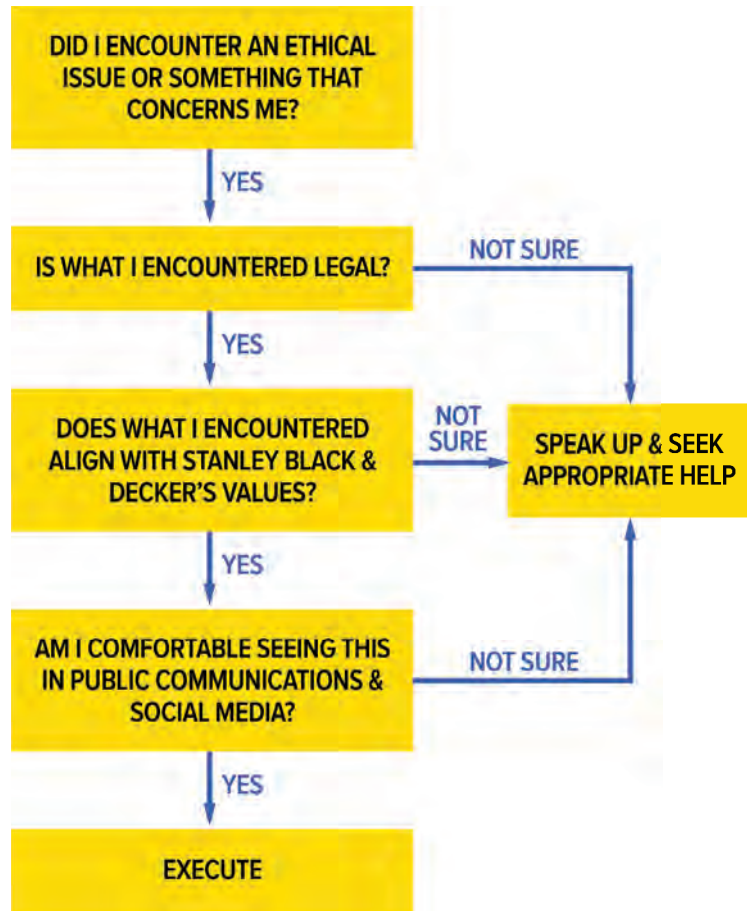 DID I ENCOUNTER AN ETHICAL
ISSUE OR SOMETHING THAT
CONCERNS ME?
YES
IS WHAT I ENCOUNTERED LEGAL?
NOT SURE
YES
DOES WHAT I ENCOUNTERED
ALIGN WITH STANLEY BLACK &
DECKER'S VALUES?
NOT
SURE
SPEAK UP & SEEK
APPROPRIATE HELP
YES
AM I COMFORTABLE SEEING THIS
IN PUBLIC COMMUNICATIONS &
SOCIAL MEDIA?
NOT SURE
YES
EXECUTE